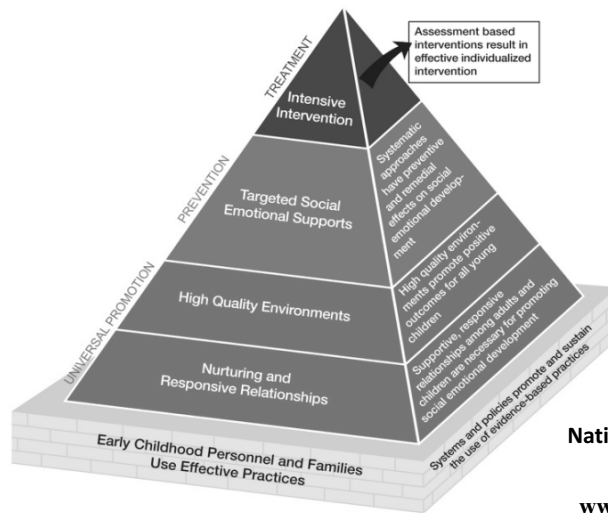 Assessment based
interventions result in
effective individualized
intervention
TREATMENT
Intensive
Intervention
PREVENTION
Targeted Social
Emotional Supports
Systematic
approaches
have preventive
and remedial
effects on social
emotional develop-
ment
UNIVERSAL PROMOTION
High Quality Environments
High quality environ-
ments promote positive
outcomes for all young
children
Nurturing and
Responsive Relationships
Supportive, responsive
relationships among adults and
children are necessary for promoting
social emotional development
Early Childhood Personnel and Families
Use Effective Practices
Systems and policies promote and sustain
the use of evidence-based practices
Nati
ww